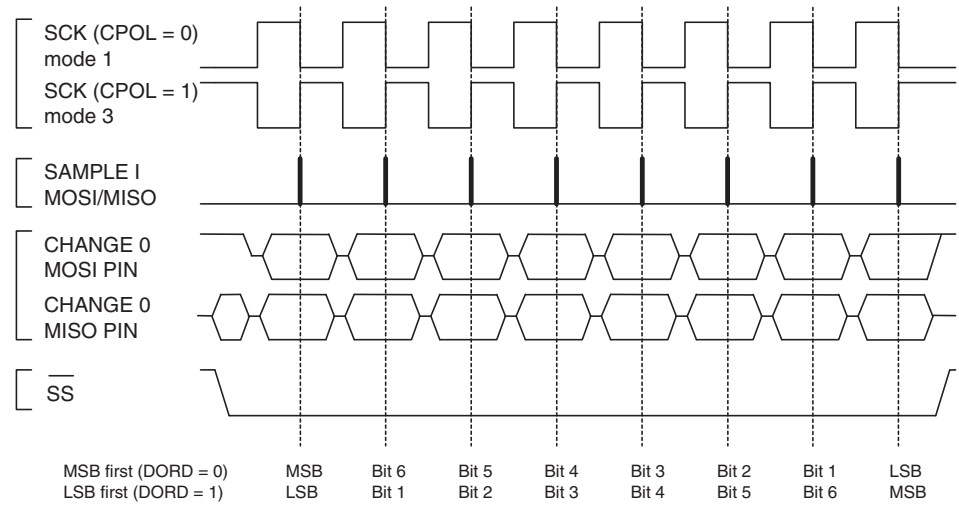 SCK (CPOL = 0)
mode 1
SCK (CPOL = 1)
mode 3
SAMPLE I
MOSI/MISO
CHANGE 0
MOSI PIN
CHANGE 0
MISO PIN
SS
MSB first (DORD = 0) MSB Bit 6 Bit 5 Bit 4 Bit 3 Bit 2 Bit 1 LSB
LSB first (DORD = 1) LSB Bit 1 Bit 2 Bit 3 Bit 4 Bit 5 Bit 6 MSB